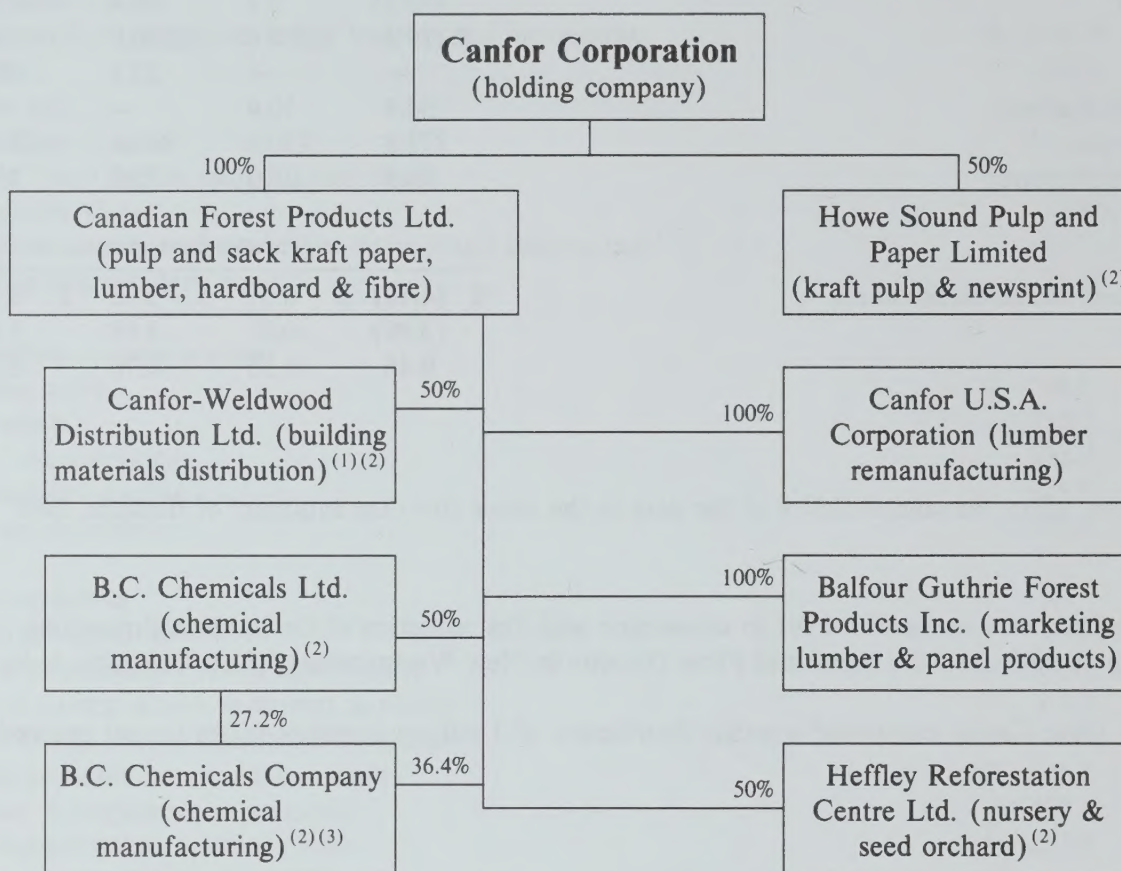 Canfor Corporation
(holding company)
100%
50%
Canadian Forest Products Ltd.
(pulp and sack kraft paper,
lumber, hardboard & fibre)
Howe Sound Pulp and
Paper Limited
(kraft pulp & newsprint)(2)
Canfor-Weldwood
Distribution Ltd. (building
materials distribution)(1)(2)
50%
100%
Canfor U.S.A.
Corporation (lumber
remanufacturing)
B.C. Chemicals Ltd.
(chemical
manufacturing)(2)
50%
100%
Balfour Guthrie Forest
Products Inc. (marketing
lumber & panel products)
27.2%
B.C. Chemicals Company
(chemical
manufacturing)(2)(3)
36.4%
50%
Heffley Reforestation
Centre Ltd. (nursery &
seed orchard)(2)